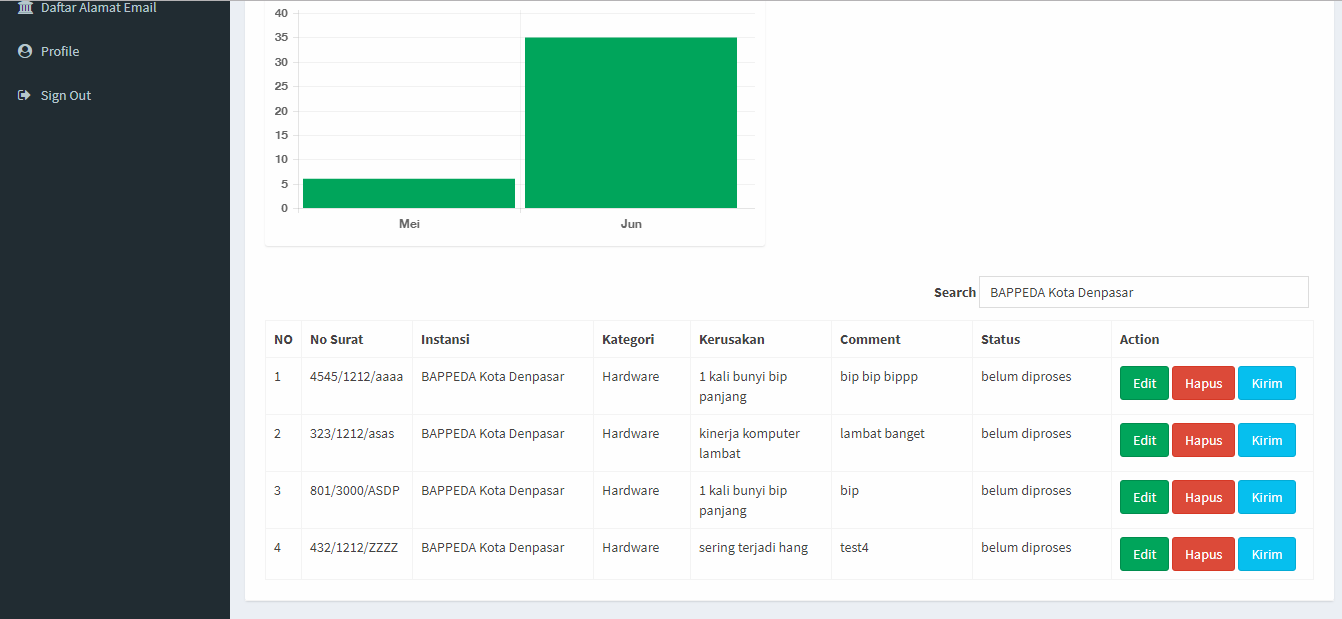 Daftar Alamat Email
Profile
Sign Out
40
35
30
25
20
15
10
5
0
Mei Jun
Search BAPPEDA Kota Denpasar
NO No Surat Instansi Kategori Kerusakan Comment Status Action
1 4545/1212/aaaa BAPPEDA Kota Denpasar Hardware 1 kali bunyi bip bip bip bippp belum diproses Edit Hapus Kirim
panjang
2 323/1212/asas BAPPEDA Kota Denpasar Hardware kinerja komputer lambat banget belum diproses Edit Hapus Kirim
lambat
3 801/3000/ASDP BAPPEDA Kota Denpasar Hardware 1 kali bunyi bip bip belum diproses Edit Hapus Kirim
panjang
4 432/1212/ZZZZ BAPPEDA Kota Denpasar Hardware sering terjadi hang test4 belum diproses Edit Hapus Kirim